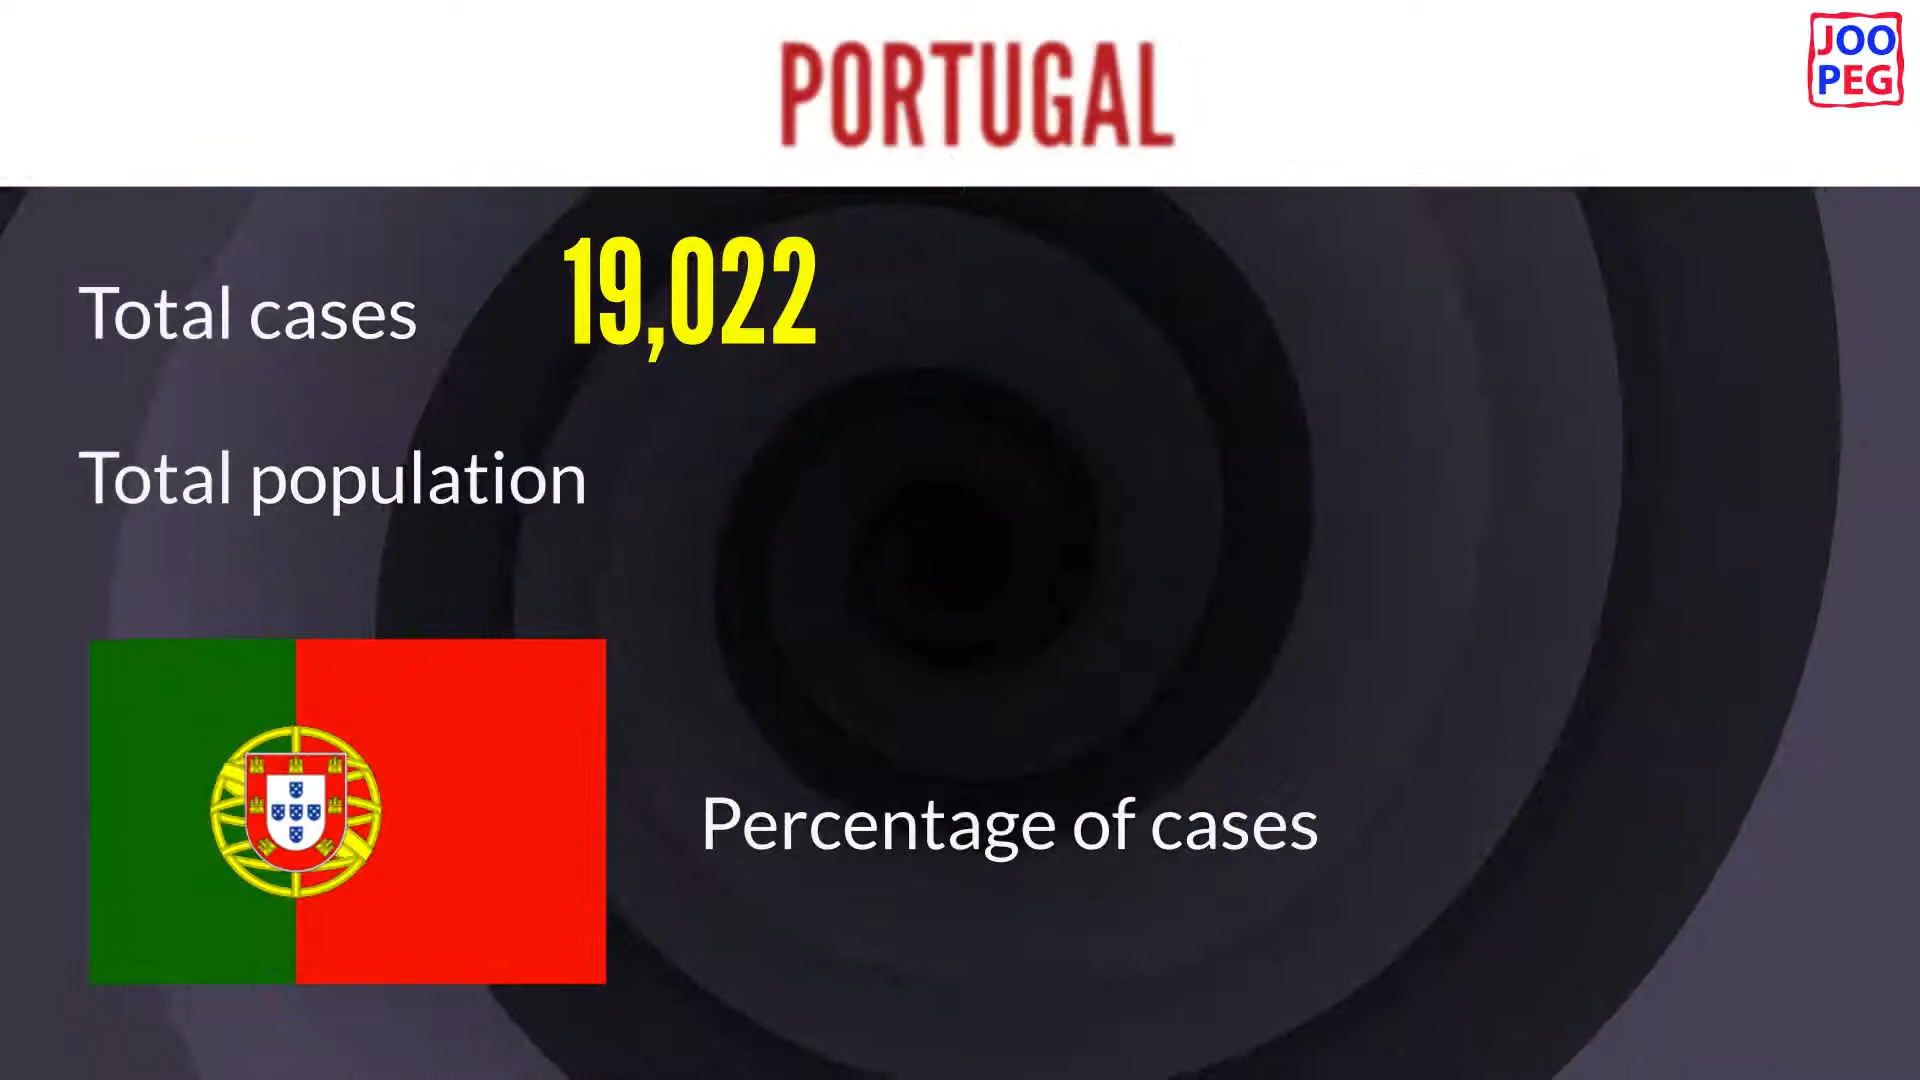 PORTUGAL
JOO
PEG
Total cases 19,022
Total population
Percentage of cases